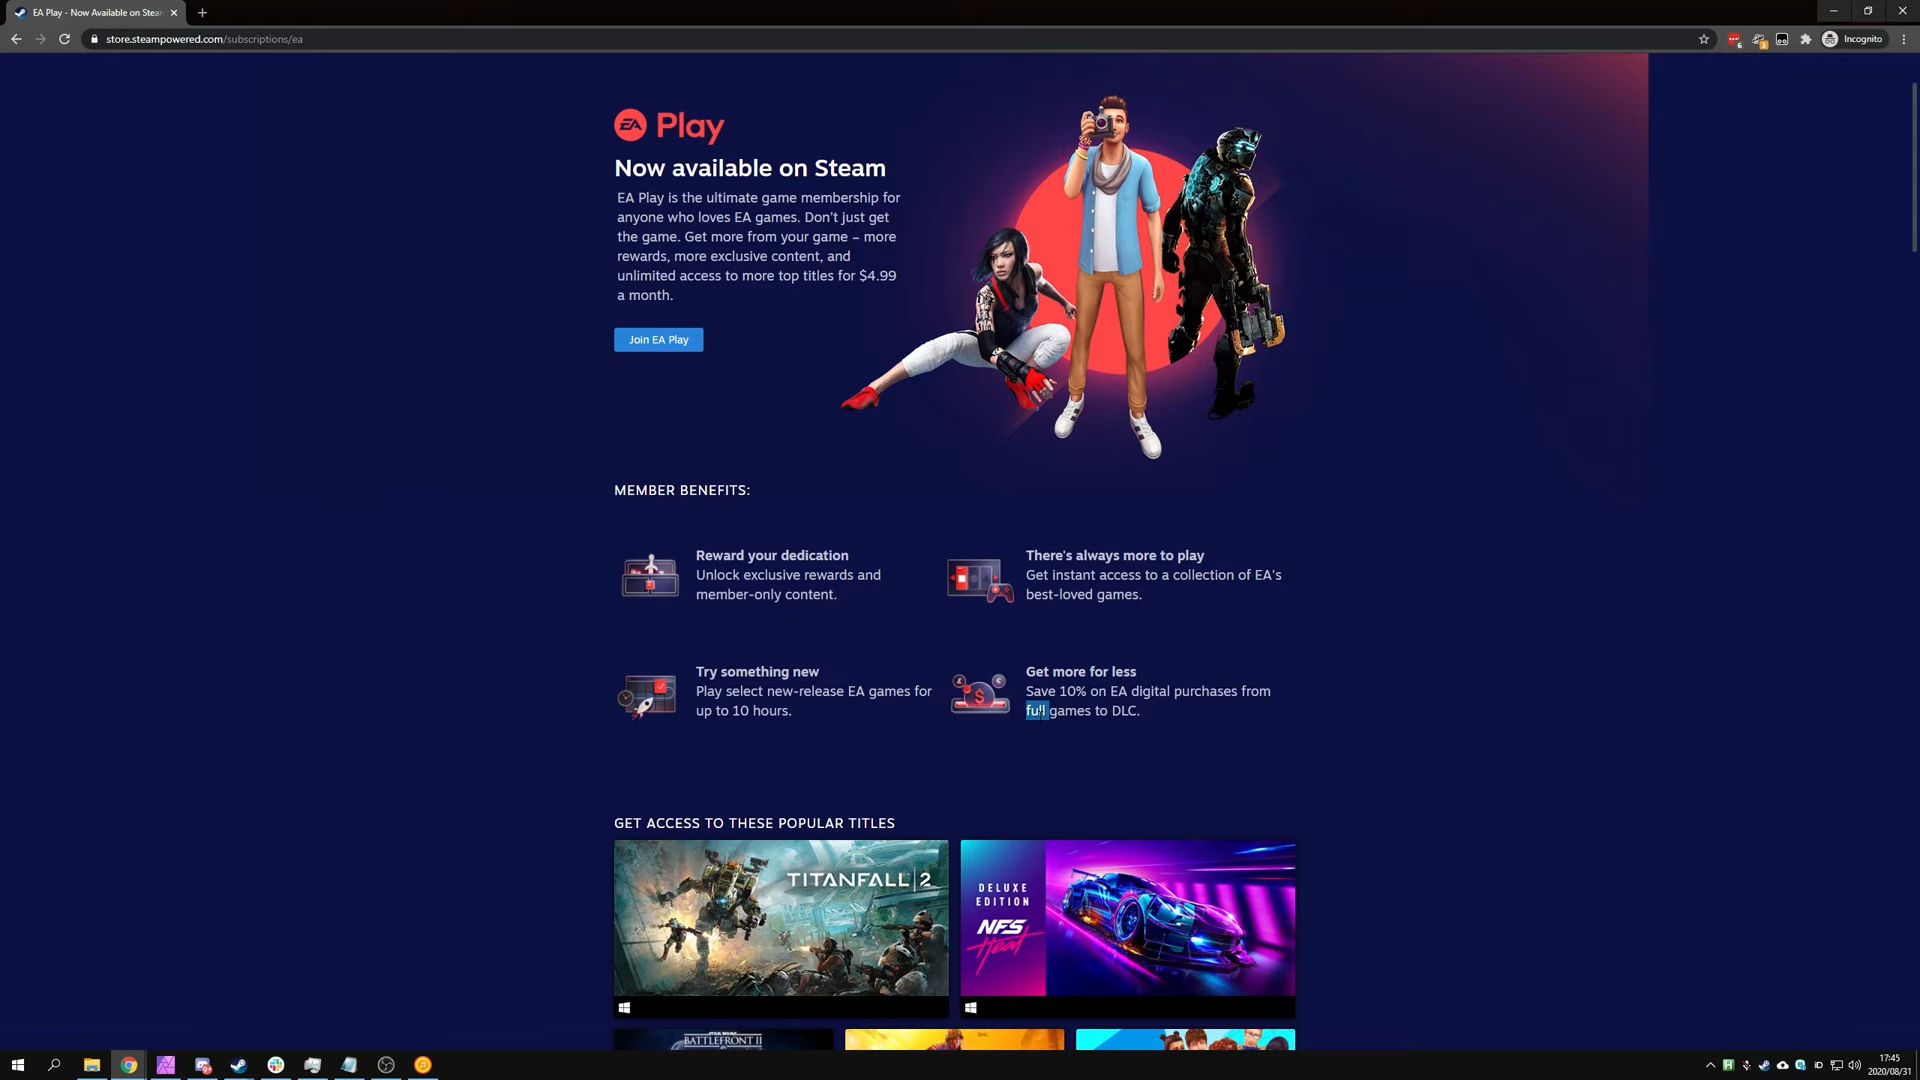 EA Play - Now Available on Steam
store.steampowered.com/subscriptions/ea
Incognito
EA Play
Now available on Steam
EA Play is the ultimate game membership for
anyone who loves EA games. Don't just get
the game. Get more from your game – more
rewards, more exclusive content, and
unlimited access to more top titles for $4.99
a month.
Join EA Play
MEMBER BENEFITS:
Reward your dedication
Unlock exclusive rewards and
member-only content.
There's always more to play
Get instant access to a collection of EA's
best-loved games.
Try something new
Play select new-release EA games for
up to 10 hours.
Get more for less
Save 10% on EA digital purchases from
full games to DLC.
GET ACCESS TO THESE POPULAR TITLES
TITANFALL 2
DELUXE
EDITION
NFS
Heat
STAR WARS
BATTLEFRONT II
17:45
2020/08/31